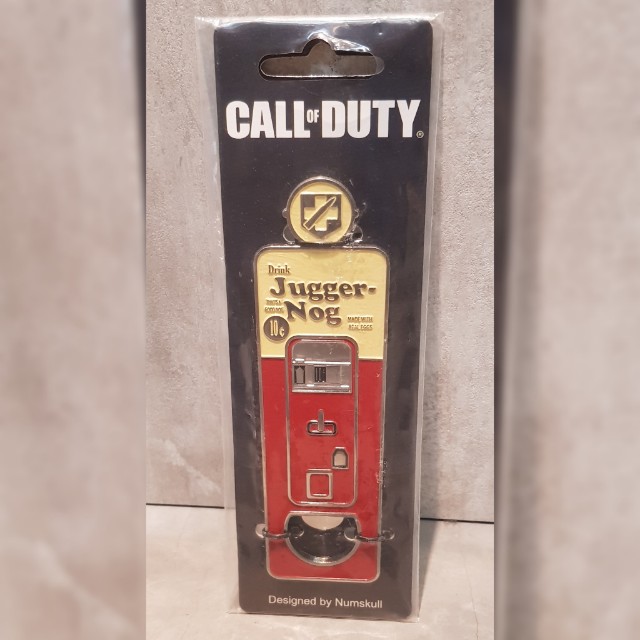 CALL OF DUTY®
Drink
Jugger-
Nog
10¢
MADE WITH
REAL EGGS
Designed by Numskull